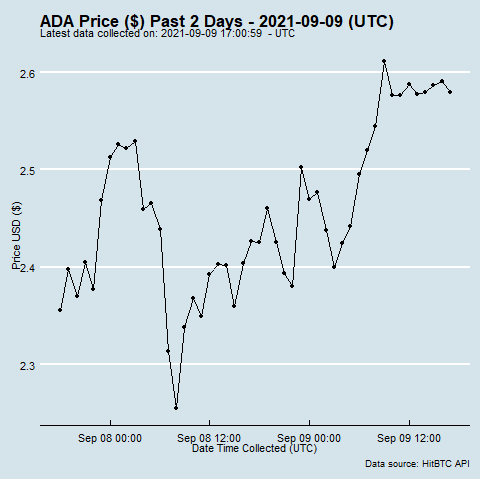 ADA Price ($) Past 2 Days - 2021-09-09 (UTC)
Latest data collected on: 2021-09-09 17:00:59 - UTC
2.6
2.5
2.4
2.3
Price USD ($)
Sep 08 00:00 Sep 08 12:00 Sep 09 00:00 Sep 09 12:00
Date Time Collected (UTC)
Data source: HitBTC API